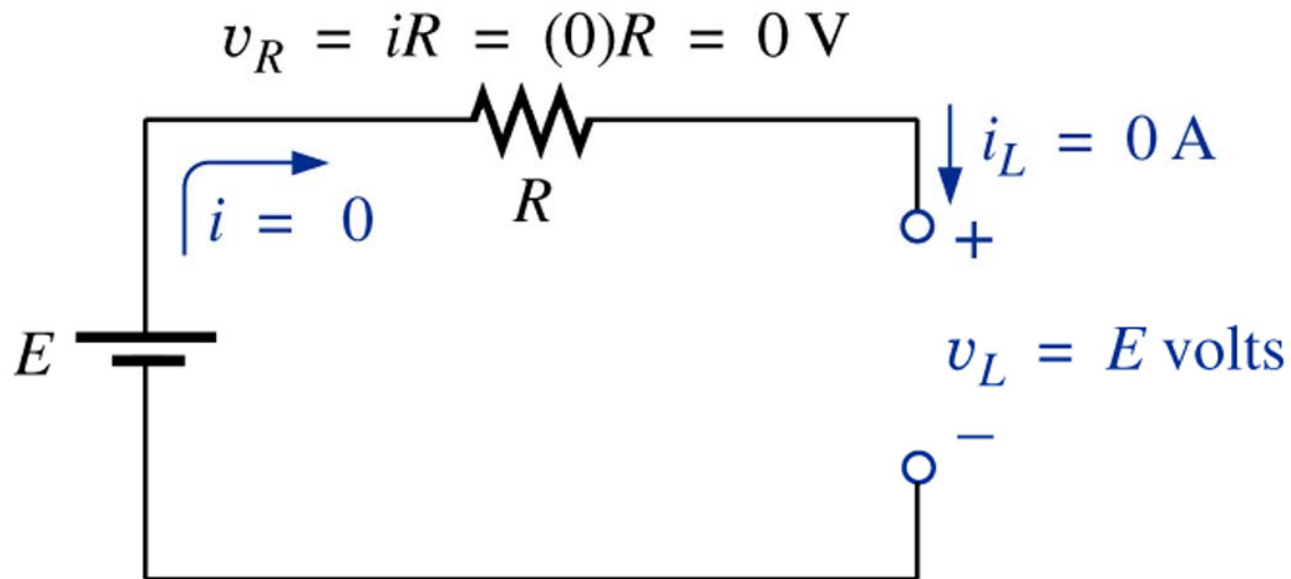 v_R = iR = (0)R = 0 V
i_L = 0 A
i = 0
R
+
E
v_L = E volts
−